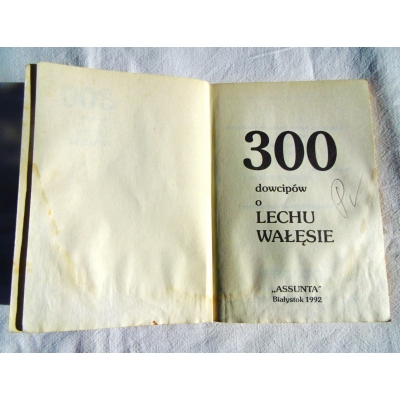 300
dowcipów
o
LECHU
WAŁĘSIE
„ASSUNTA”
Białystok 1992